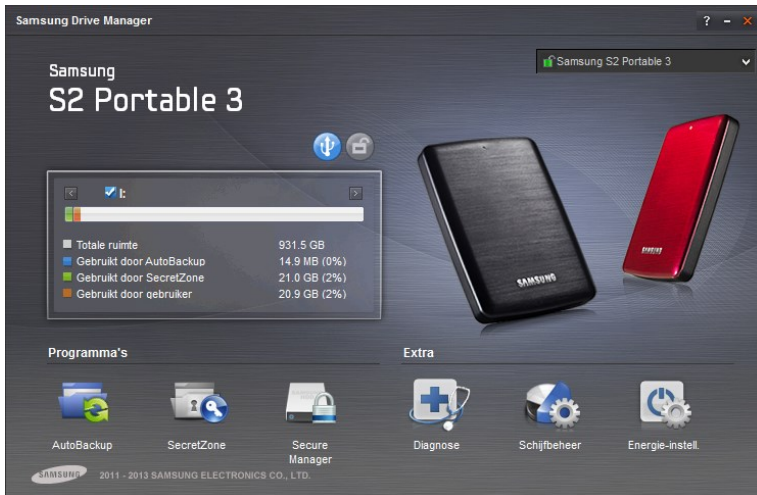 Samsung Drive Manager
? - ×
Samsung S2 Portable 3
Samsung
S2 Portable 3
< I: >
Totale ruimte 931.5 GB
Gebruikt door AutoBackup 14.9 MB (0%)
Gebruikt door SecretZone 21.0 GB (2%)
Gebruikt door gebruiker 20.9 GB (2%)
SAMSUNG
SAMSUNG
Programma's
Extra
AutoBackup
SecretZone
Secure
Manager
Diagnose
Schijfbeheer
Energie-instell.
SAMSUNG 2011 - 2013 SAMSUNG ELECTRONICS CO., LTD.